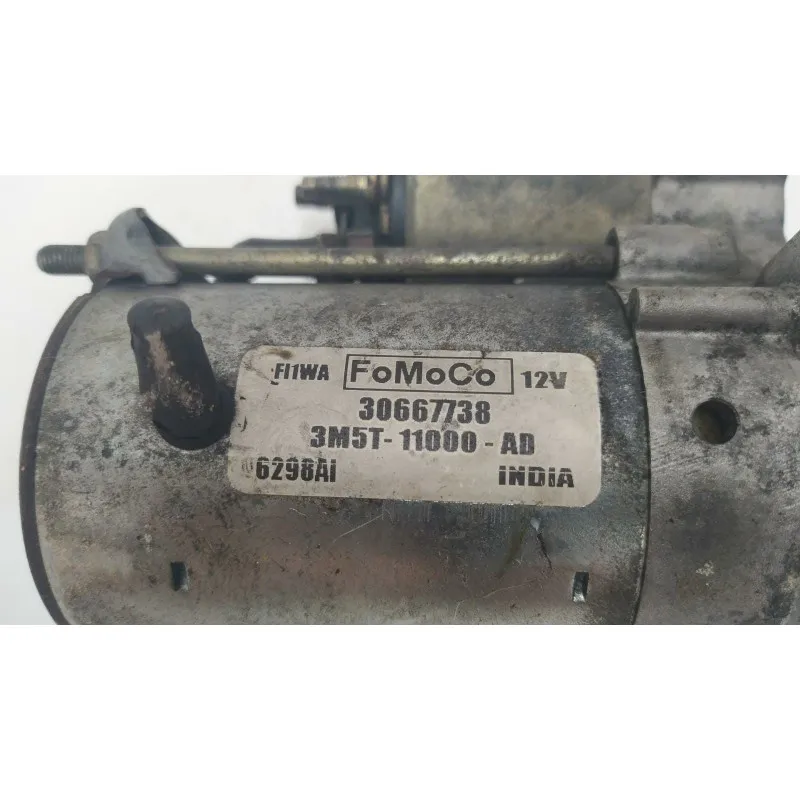 FI1WA FoMoCo 12V
30667738
3M5T-11000-AD
6298AI INDIA